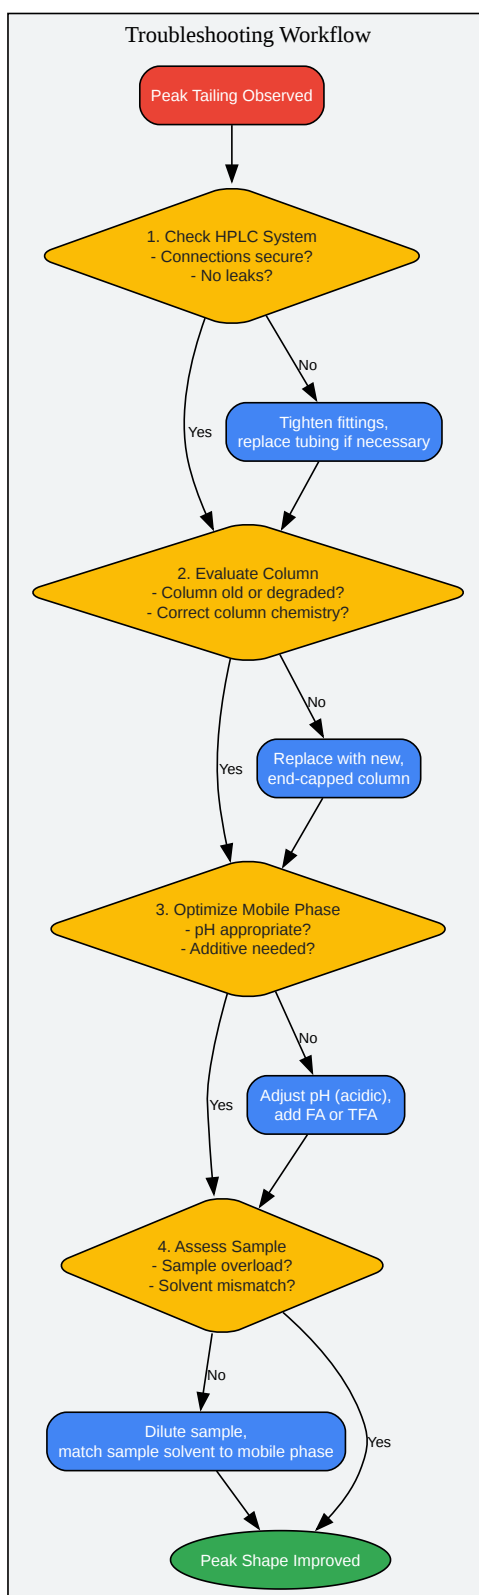 Troubleshooting Workflow
Peak Tailing Observed
1. Check HPLC System
- Connections secure?
- No leaks?
No
Tighten fittings,
replace tubing if necessary
Yes
2. Evaluate Column
- Column old or degraded?
- Correct column chemistry?
No
Replace with new,
end-capped column
Yes
3. Optimize Mobile Phase
- pH appropriate?
- Additive needed?
No
Adjust pH (acidic),
add FA or TFA
Yes
4. Assess Sample
- Sample overload?
- Solvent mismatch?
No
Dilute sample,
match sample solvent to mobile phase
Yes
Peak Shape Improved